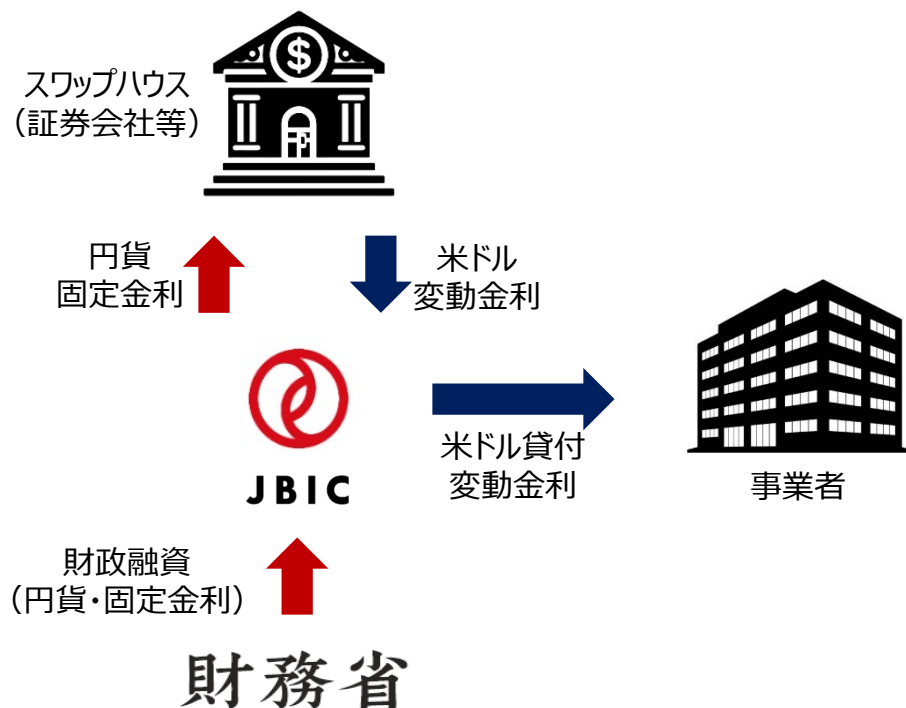 スワップハウス
（証券会社等）
$
円貨
固定金利
米ドル
変動金利
JBIC
米ドル貸付
変動金利
事業者
財政融資
（円貨・固定金利）
財務省